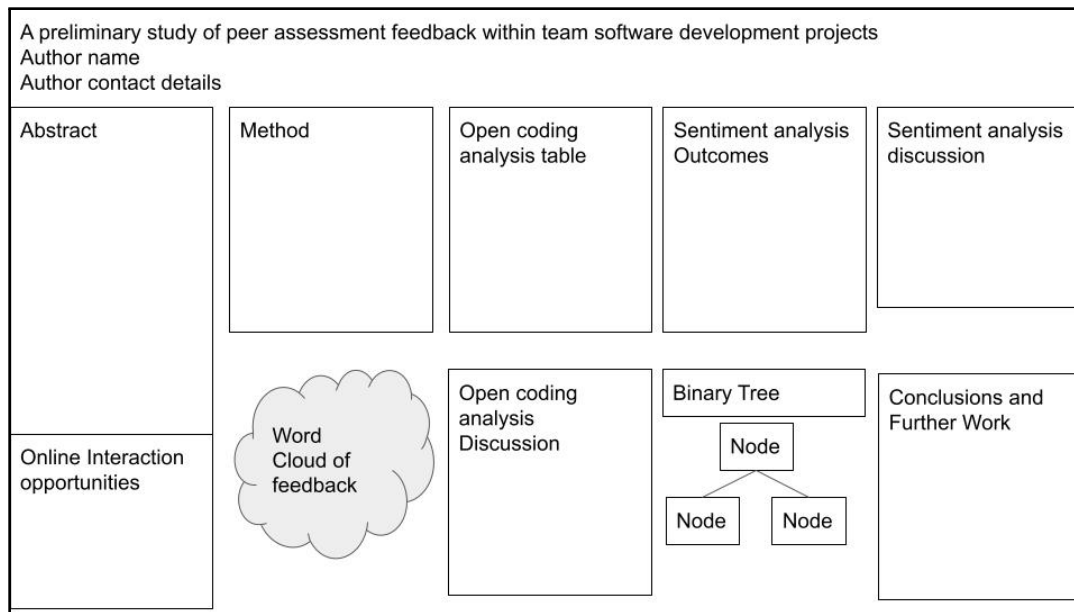 A preliminary study of peer assessment feedback within team software development projects
Author name
Author contact details
Abstract
Online Interaction
opportunities
Method
Word
Cloud of
feedback
Open coding
analysis table
Open coding
analysis
Discussion
Sentiment analysis
Outcomes
Binary Tree
Node
Node
Node
Sentiment analysis
discussion
Conclusions and
Further Work